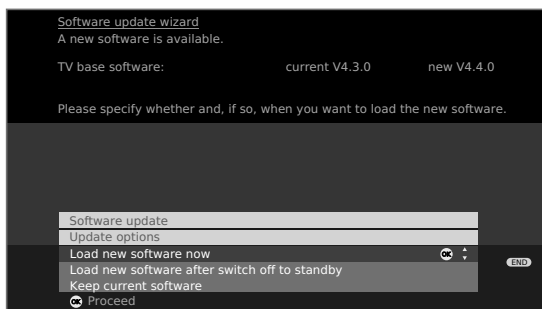 Software update wizard
A new software is available.
TV base software: current V4.3.0 new V4.4.0
Please specify whether and, if so, when you want to load the new software.
Software update
Update options
Load new software now OK
END
Load new software after switch off to standby
Keep current software
OK Proceed